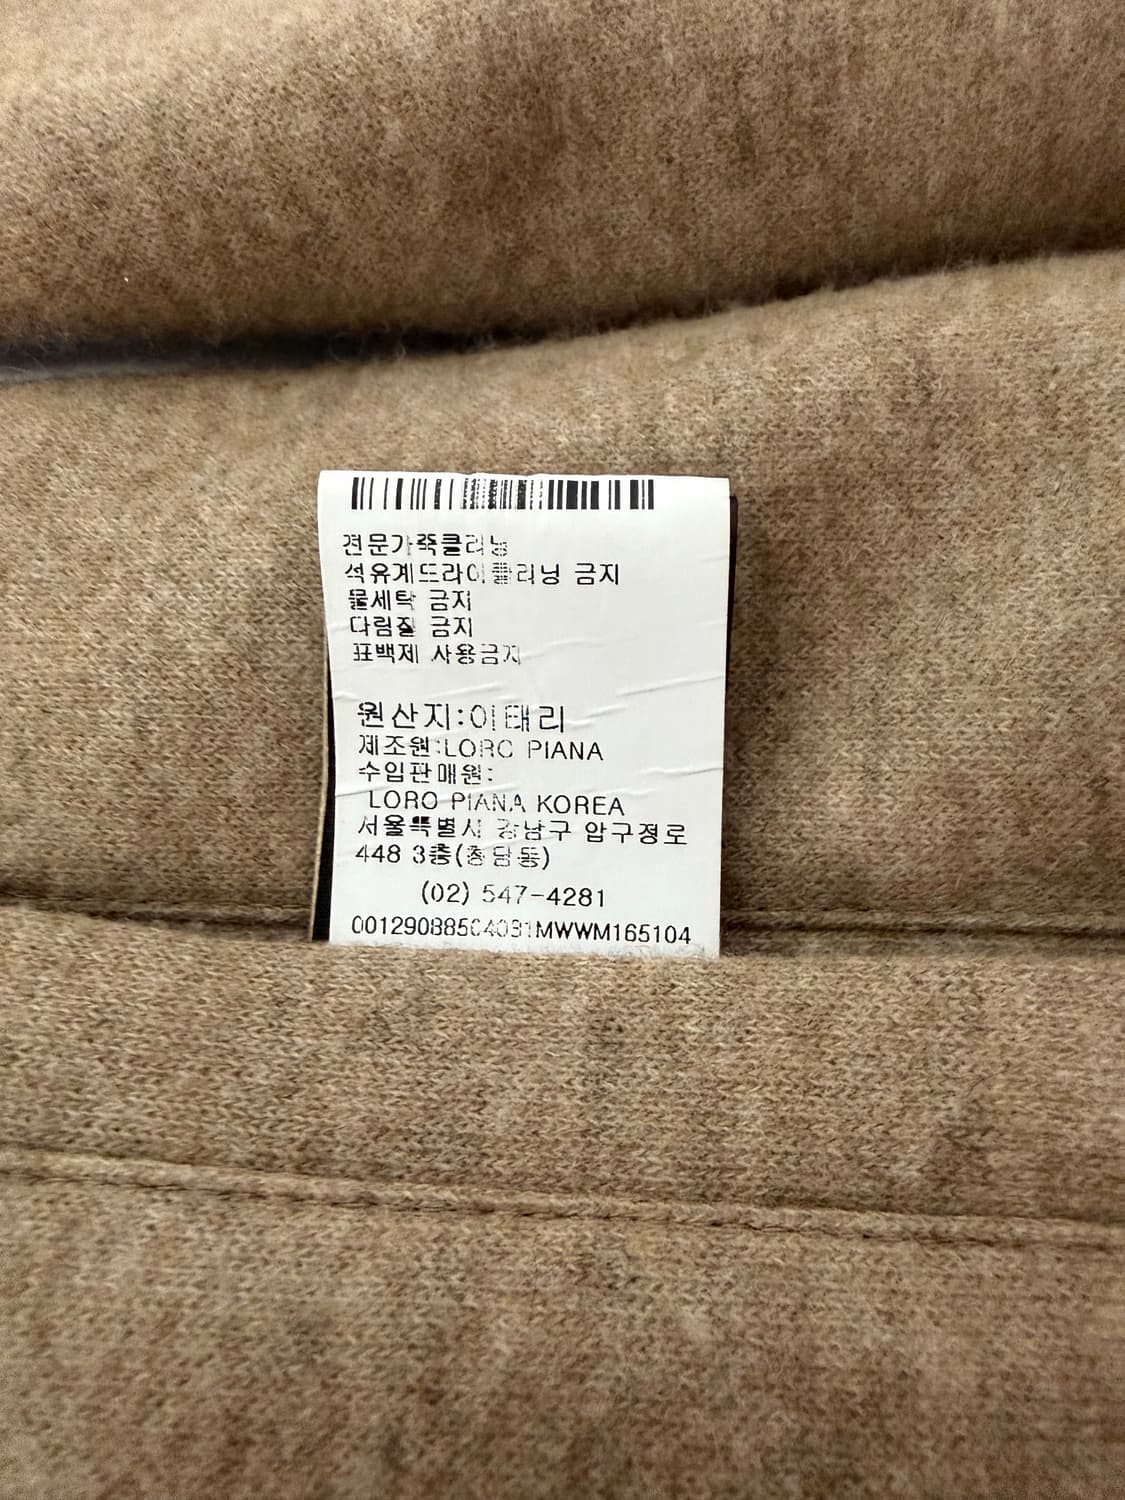 전문가죽클리닝
석유계드라이클리닝 금지
물세탁 금지
다림질 금지
표백제 사용금지
원산지:이태리
제조원:LORO PIANA
수입판매원:
LORO PIANA KOREA
서울특별시 강남구 압구정로
448 3층(청담동)
(02) 547-4281